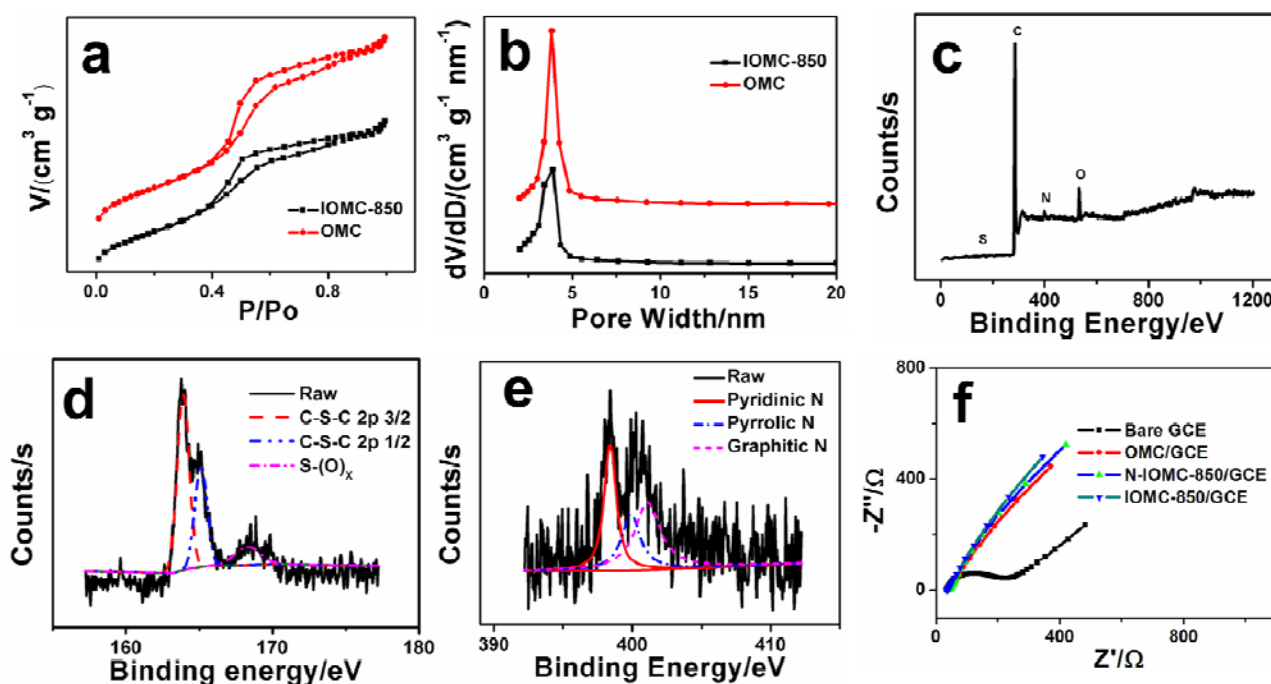 a
V/(cm³ g⁻¹)
IOMC-850
OMC
0.0 0.4 0.8
P/Po
b
dV/dD/(cm³ g⁻¹ nm⁻¹)
IOMC-850
OMC
0 5 10 15 20
Pore Width/nm
c
Counts/s
C
S
N
O
0 400 800 1200
Binding Energy/eV
d
Counts/s
Raw
C-S-C 2p 3/2
C-S-C 2p 1/2
S-(O)ₓ
160 170 180
Binding energy/eV
e
Counts/s
Raw
Pyridinic N
Pyrrolic N
Graphitic N
390 400 410
Binding Energy/eV
f
-Z''/Ω
800
400
0
Bare GCE
OMC/GCE
N-IOMC-850/GCE
IOMC-850/GCE
0 400 800
Z'/Ω